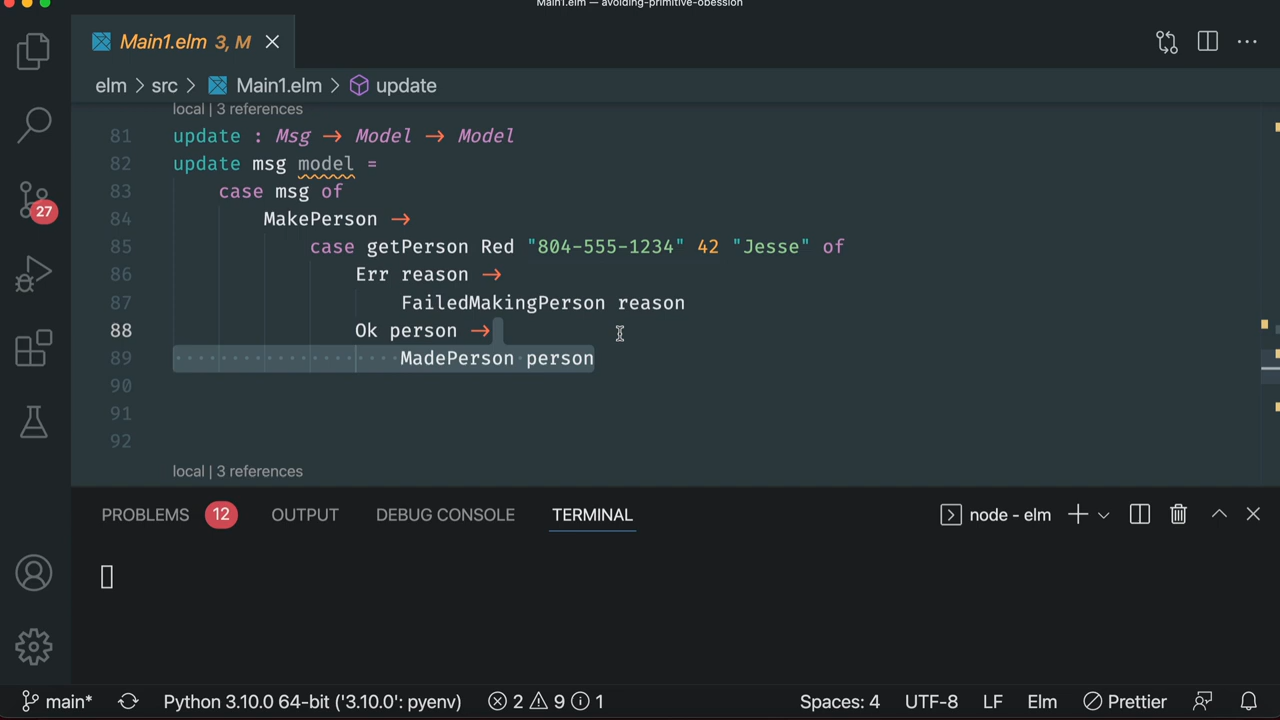 Main1.elm — avoiding-primitive-obession
Main1.elm 3, M
elm > src > Main1.elm > update
local | 3 references
81 update : Msg → Model → Model
82 update msg model =
83 case msg of
84 MakePerson →
85 case getPerson Red "804-555-1234" 42 "Jesse" of
86 Err reason →
87 FailedMakingPerson reason
88 Ok person →
89 MadePerson person
90
91
92
local | 3 references
27
PROBLEMS 12 OUTPUT DEBUG CONSOLE TERMINAL node - elm
main* Python 3.10.0 64-bit ('3.10.0': pyenv) 2 9 1 Spaces: 4 UTF-8 LF Elm Prettier